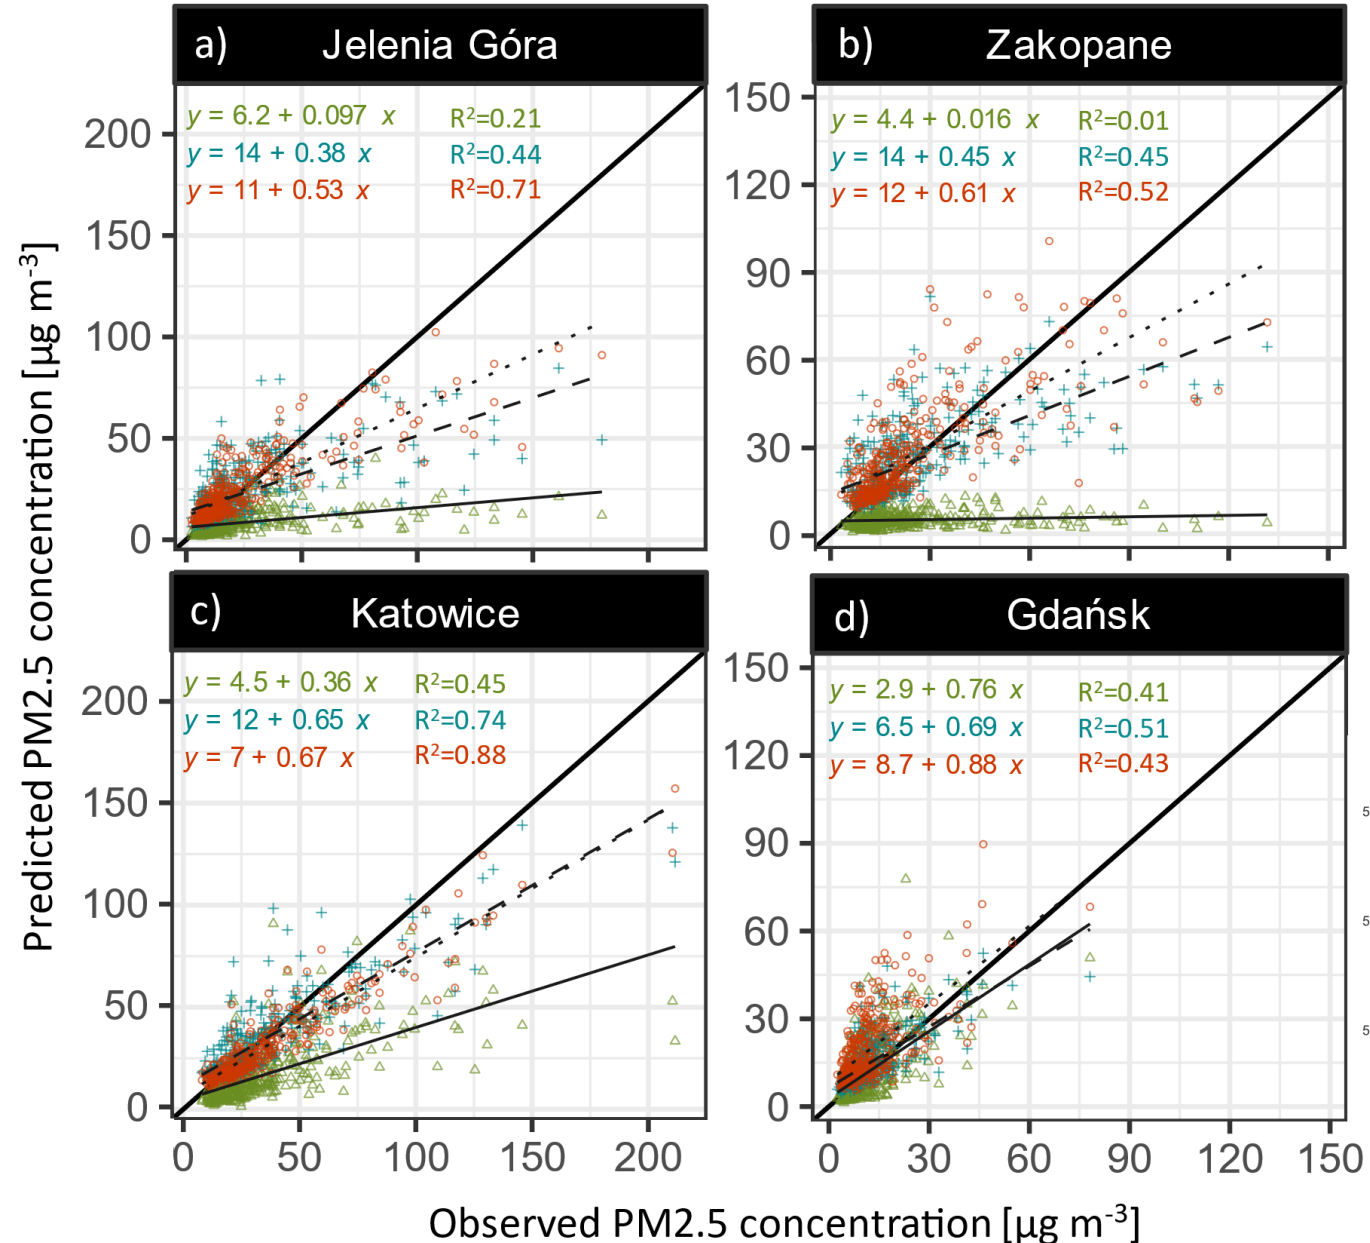 a) Jelenia Góra
y = 6.2 + 0.097 x R²=0.21
y = 14 + 0.38 x R²=0.44
y = 11 + 0.53 x R²=0.71
200
150
100
50
0
b) Zakopane
y = 4.4 + 0.016 x R²=0.01
y = 14 + 0.45 x R²=0.45
y = 12 + 0.61 x R²=0.52
150
120
90
60
30
0
c) Katowice
y = 4.5 + 0.36 x R²=0.45
y = 12 + 0.65 x R²=0.74
y = 7 + 0.67 x R²=0.88
200
150
100
50
0
0 50 100 150 200
d) Gdańsk
y = 2.9 + 0.76 x R²=0.41
y = 6.5 + 0.69 x R²=0.51
y = 8.7 + 0.88 x R²=0.43
150
120
90
60
30
0
0 30 60 90 120 150
5
5
5
Predicted PM2.5 concentration [µg m⁻³]
Observed PM2.5 concentration [µg m⁻³]